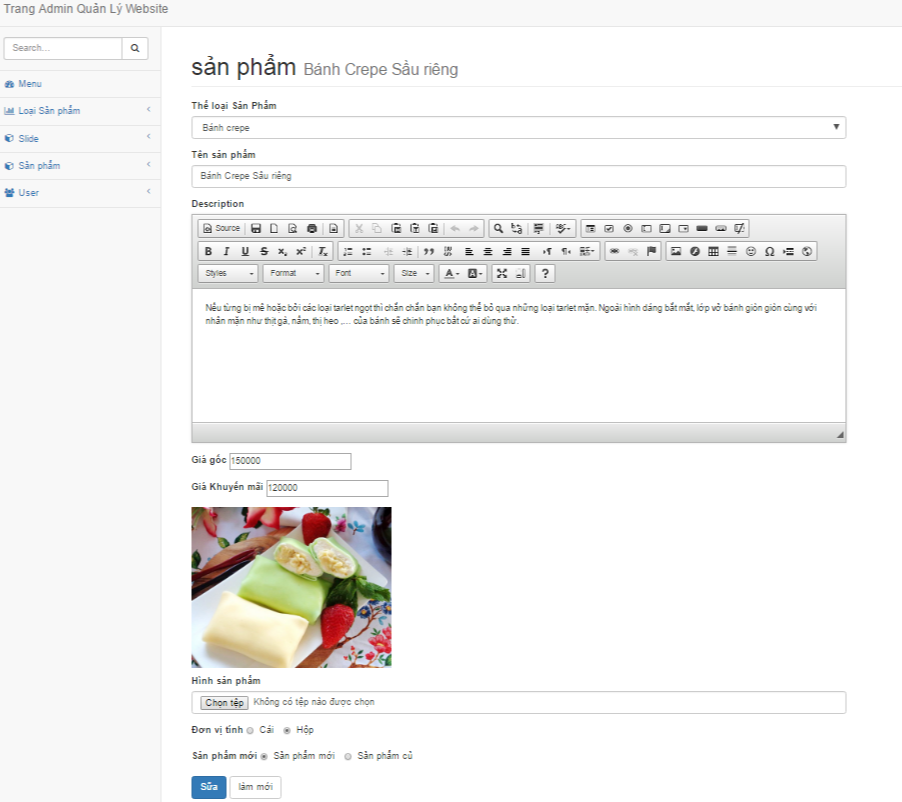 Trang Admin Quản Lý Website
Search...
Menu
Loại Sản phẩm
Slide
Sản phẩm
User
sản phẩm Bánh Crepe Sầu riêng
Thể loại Sản Phẩm
Bánh crepe
Tên sản phẩm
Bánh Crepe Sầu riêng
Description
Source
Styles Format Font Size
Nếu từng bị mê hoặc bởi các loại tarlet ngọt thì chắn chắn bạn không thể bỏ qua những loại tarlet mặn. Ngoài hình dáng bắt mắt, lớp vở bánh giòn giòn cùng với
nhân mặn như thịt gà, nấm, thị heo ,… của bánh sẽ chinh phục bất cứ ai dùng thử.
Giá gốc 150000
Giá Khuyến mãi 120000
Hình sản phẩm
Chọn tệp Không có tệp nào được chọn
Đơn vị tính Cái Hộp
Sản phẩm mới Sản phẩm mới Sản phẩm củ
Sữa làm mới